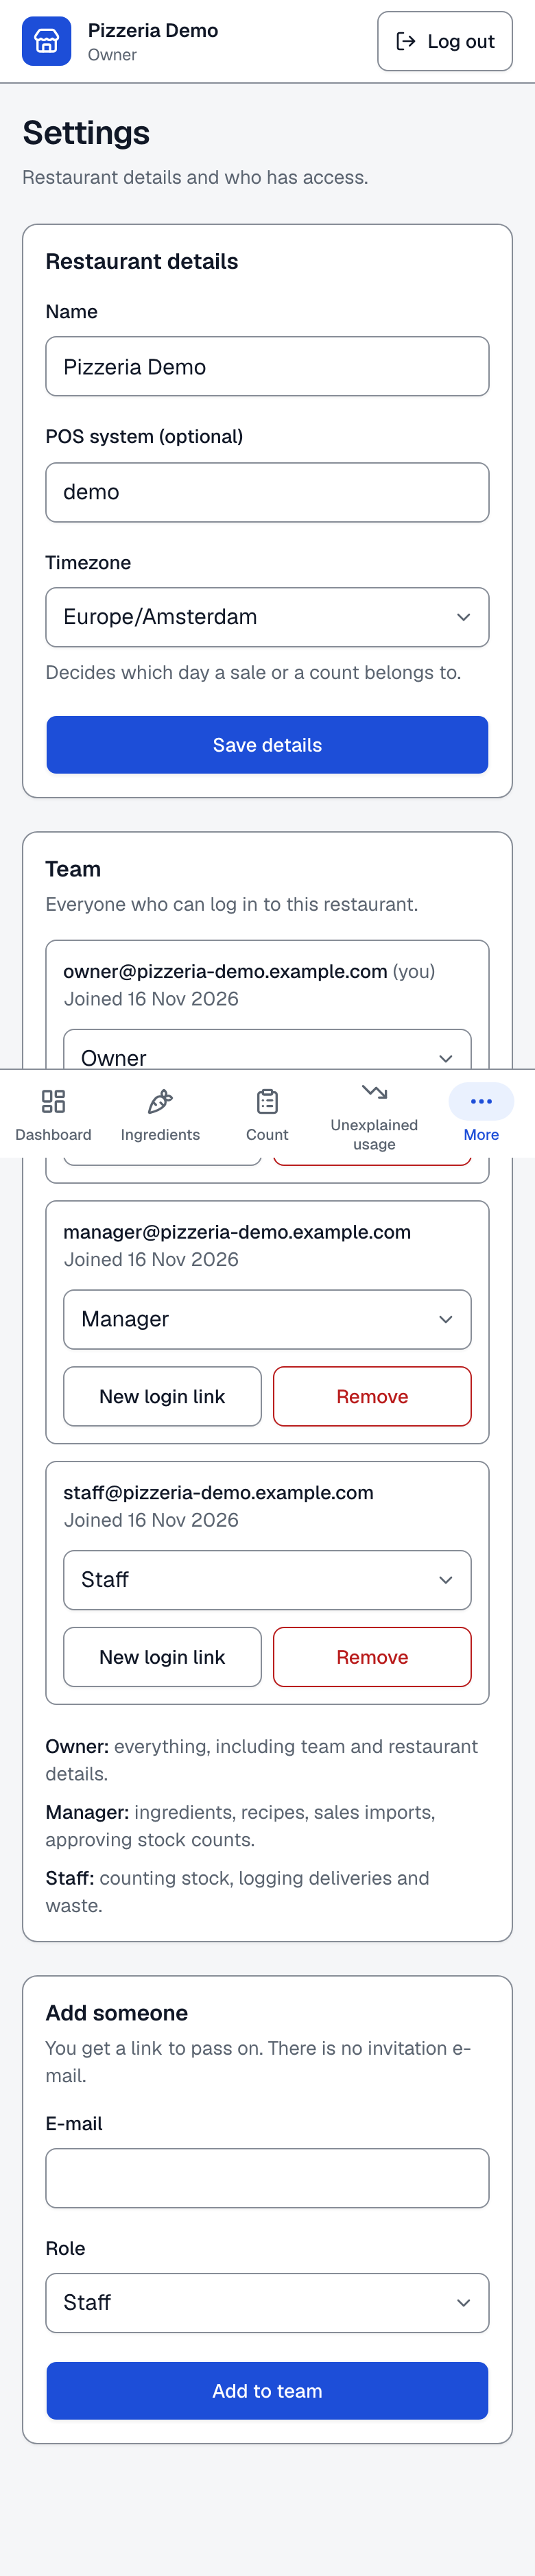 Pizzeria Demo
Owner
Log out
Settings
Restaurant details and who has access.
Restaurant details
Name
Pizzeria Demo
POS system (optional)
demo
Timezone
Europe/Amsterdam
Decides which day a sale or a count belongs to.
Save details
Team
Everyone who can log in to this restaurant.
owner@pizzeria-demo.example.com (you)
Joined 16 Nov 2026
Owner
Dashboard
Ingredients
Count
Unexplained
usage
More
manager@pizzeria-demo.example.com
Joined 16 Nov 2026
Manager
New login link
Remove
staff@pizzeria-demo.example.com
Joined 16 Nov 2026
Staff
New login link
Remove
Owner: everything, including team and restaurant
details.
Manager: ingredients, recipes, sales imports,
approving stock counts.
Staff: counting stock, logging deliveries and
waste.
Add someone
You get a link to pass on. There is no invitation e-
mail.
E-mail
Role
Staff
Add to team